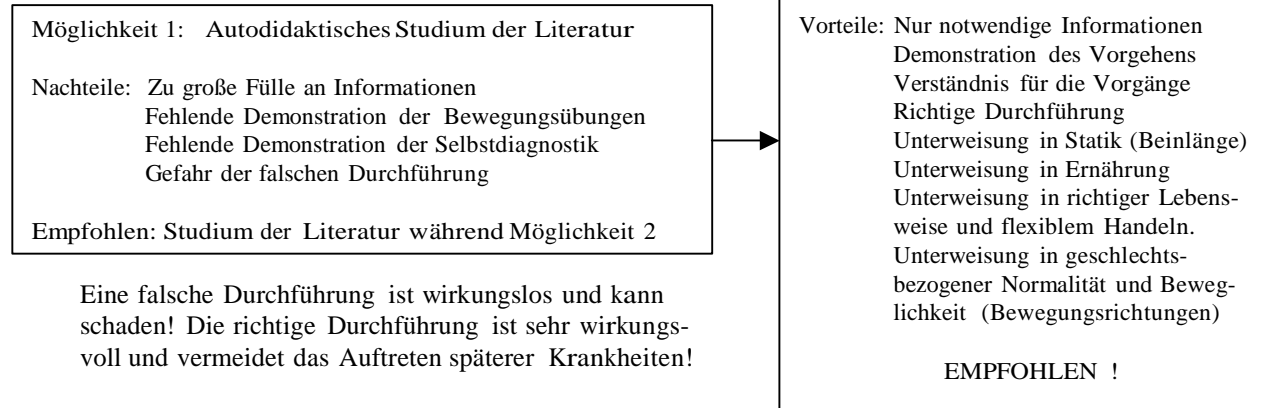 Möglichkeit 1: Autodidaktisches Studium der Literatur
Nachteile: Zu große Fülle an Informationen
Fehlende Demonstration der Bewegungsübungen
Fehlende Demonstration der Selbstdiagnostik
Gefahr der falschen Durchführung
Empfohlen: Studium der Literatur während Möglichkeit 2
Eine falsche Durchführung ist wirkungslos und kann
schaden! Die richtige Durchführung ist sehr wirkungs-
voll und vermeidet das Auftreten späterer Krankheiten!
Vorteile: Nur notwendige Informationen
Demonstration des Vorgehens
Verständnis für die Vorgänge
Richtige Durchführung
Unterweisung in Statik (Beinlänge)
Unterweisung in Ernährung
Unterweisung in richtiger Lebens-
weise und flexiblem Handeln.
Unterweisung in geschlechts-
bezogener Normalität und Beweg-
lichkeit (Bewegungsrichtungen)
EMPFOHLEN !